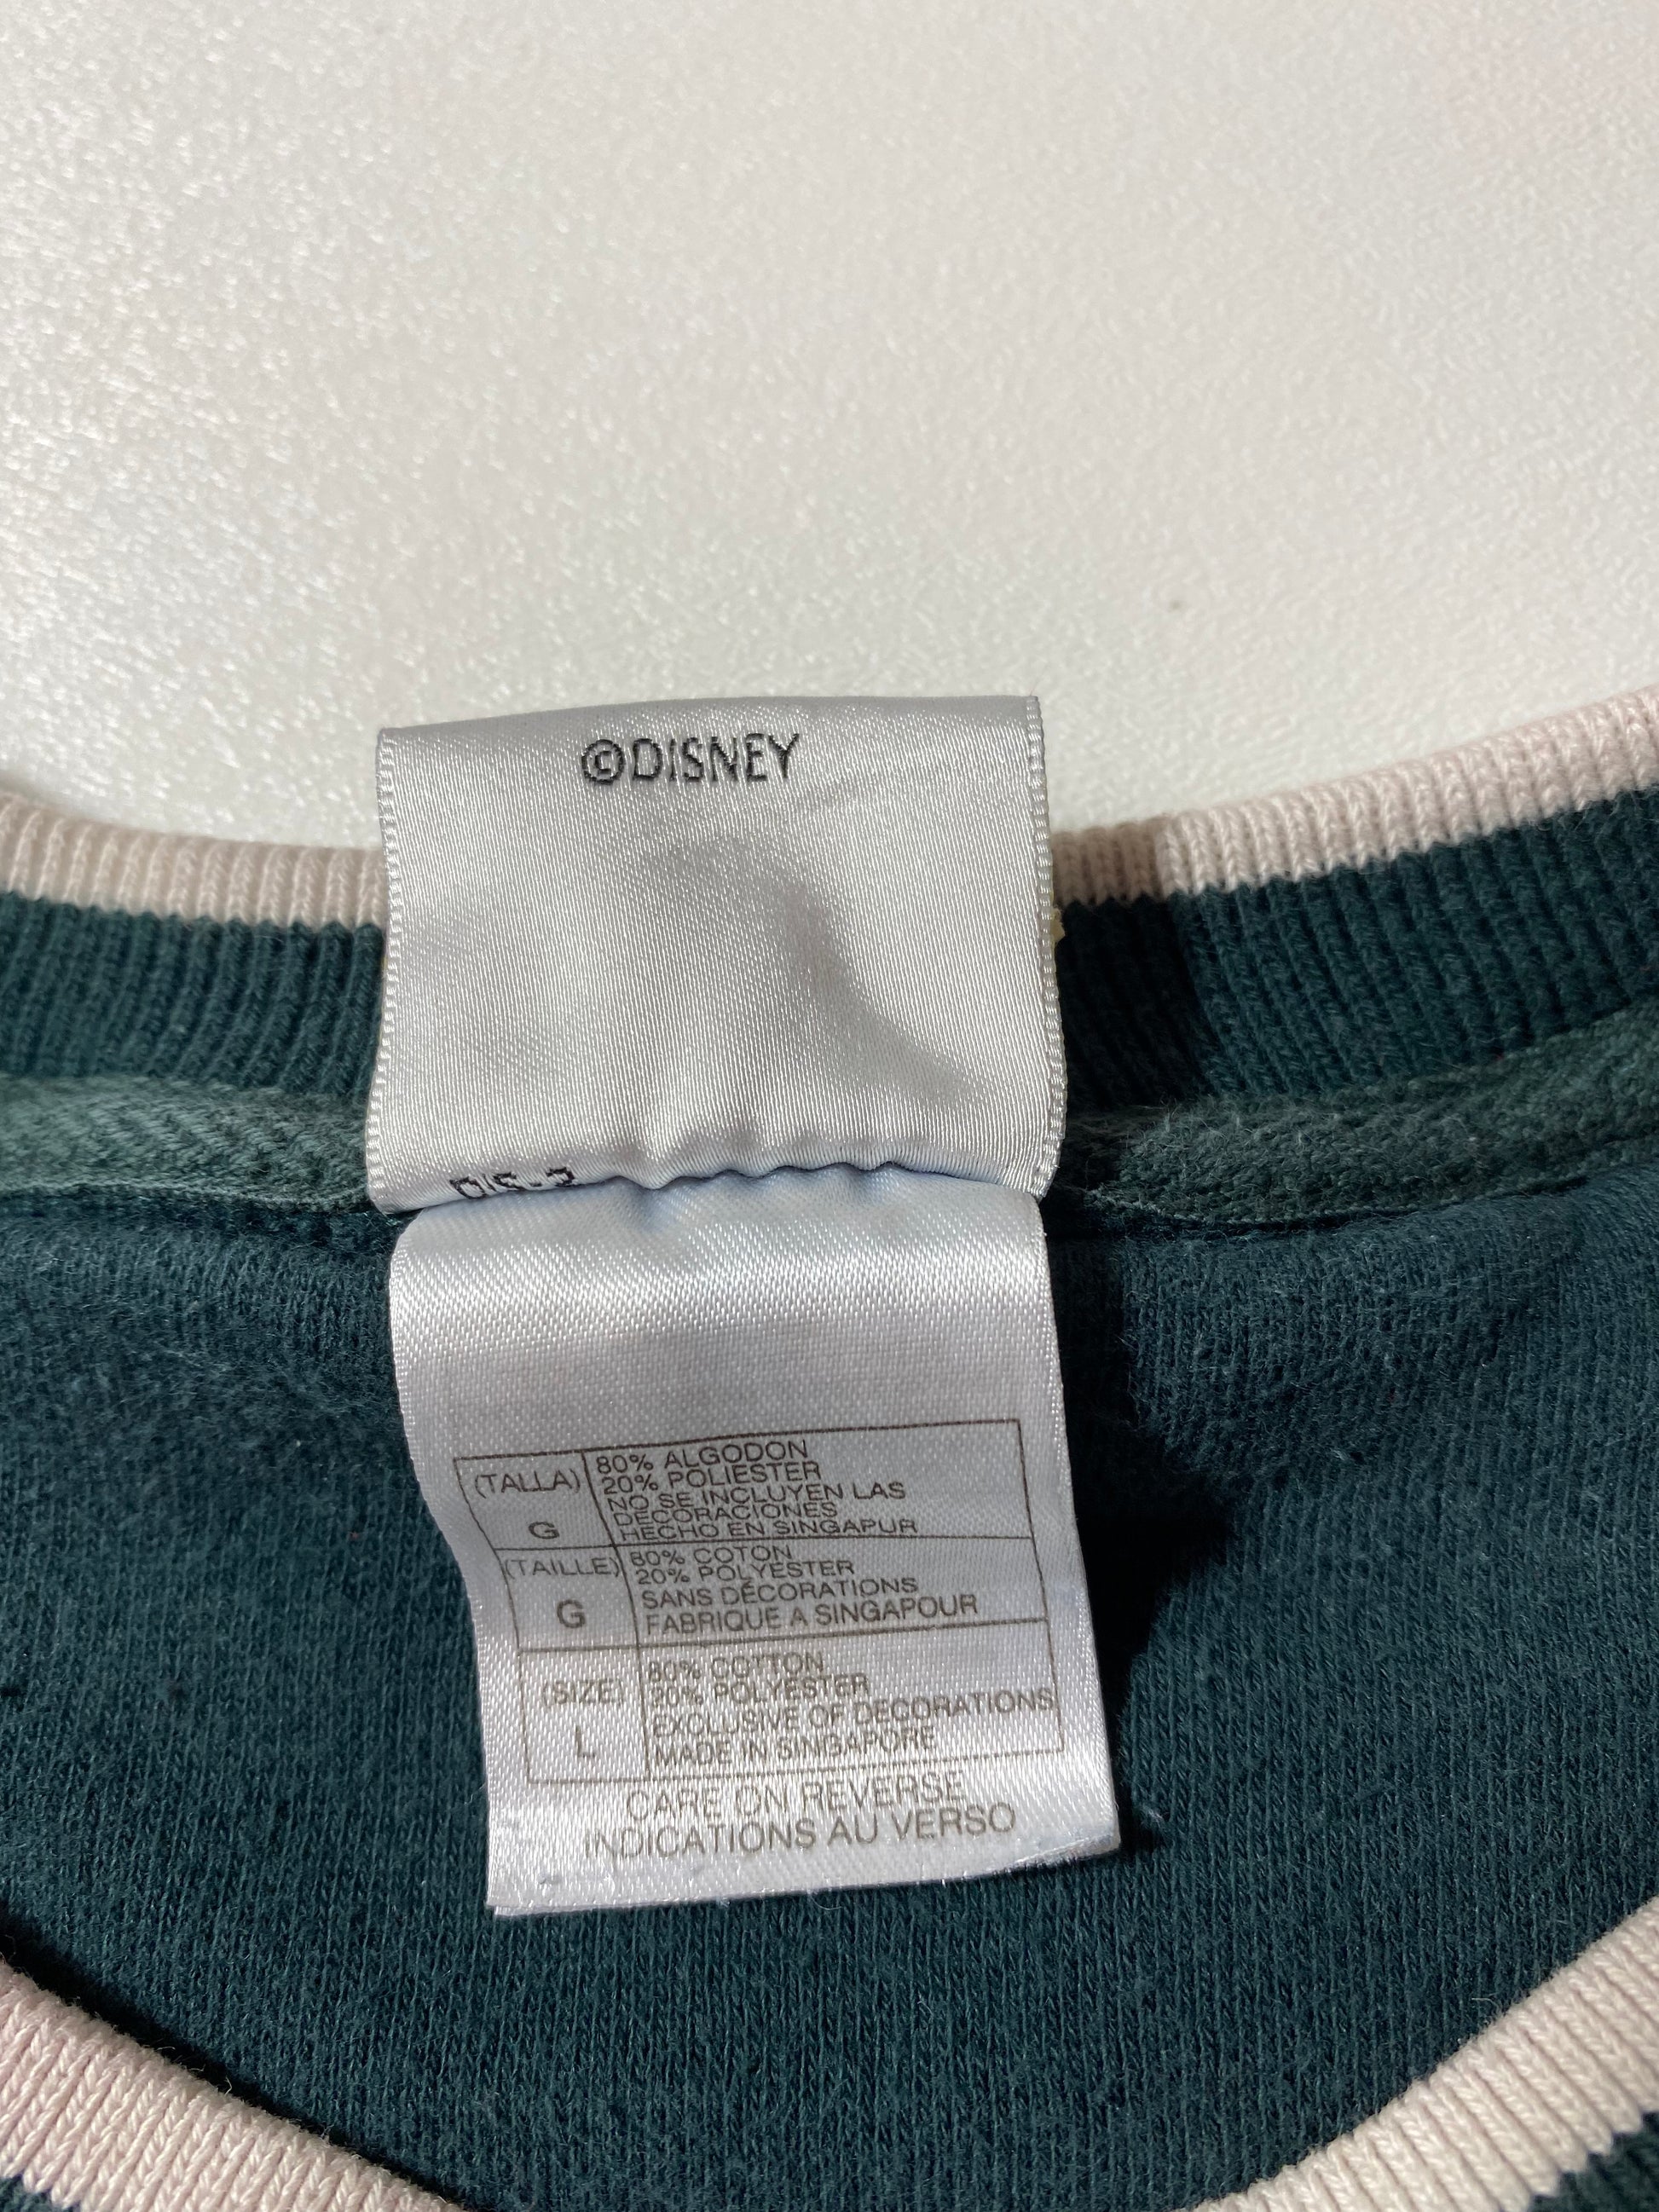 ©DISNEY
DIS-2
(TALLA)
G
80% ALGODON
20% POLIESTER
NO SE INCLUYEN LAS
DECORACIONES
HECHO EN SINGAPUR
(TAILLE)
G
80% COTON
20% POLYESTER
SANS DÉCORATIONS
FABRIQUE A SINGAPOUR
(SIZE)
L
80% COTTON
20% POLYESTER
EXCLUSIVE OF DECORATIONS
MADE IN SINGAPORE
CARE ON REVERSE
INDICATIONS AU VERSO